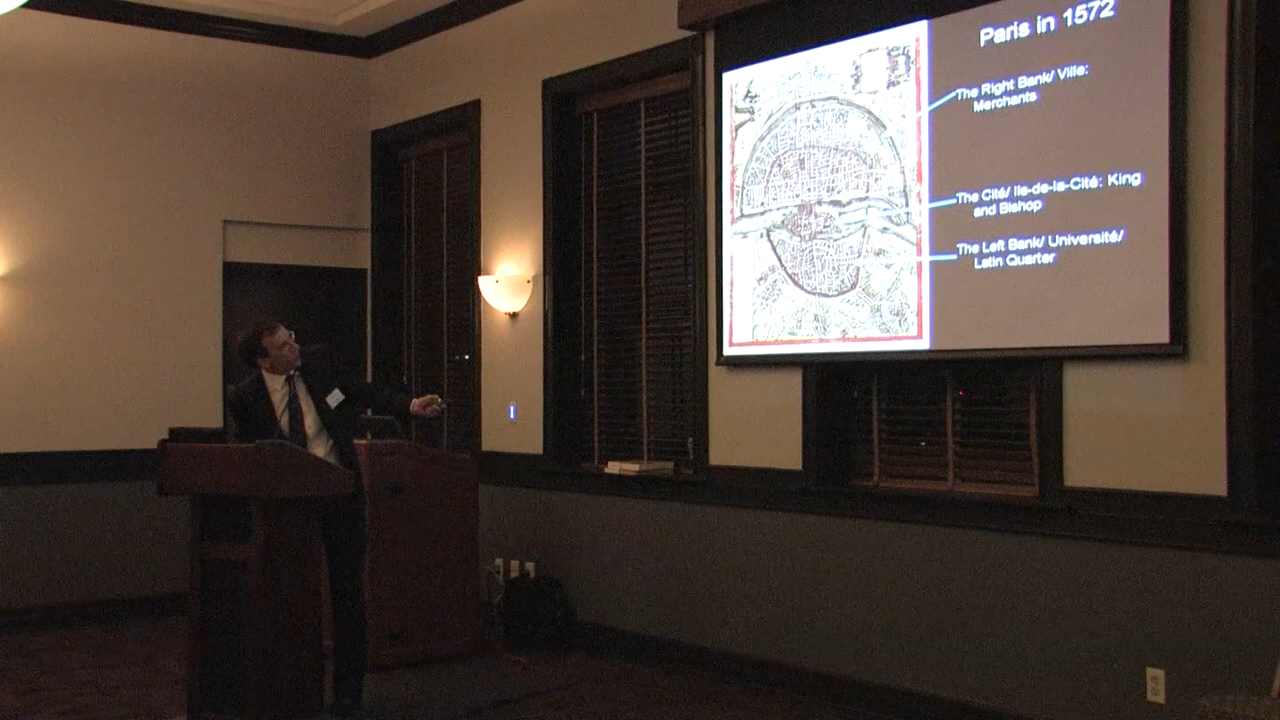 Paris in 1572
The Right Bank/ Ville:
Merchants
The Cité/ Ile-de-la-Cité: King
and Bishop
The Left Bank/ Université/
Latin Quarter